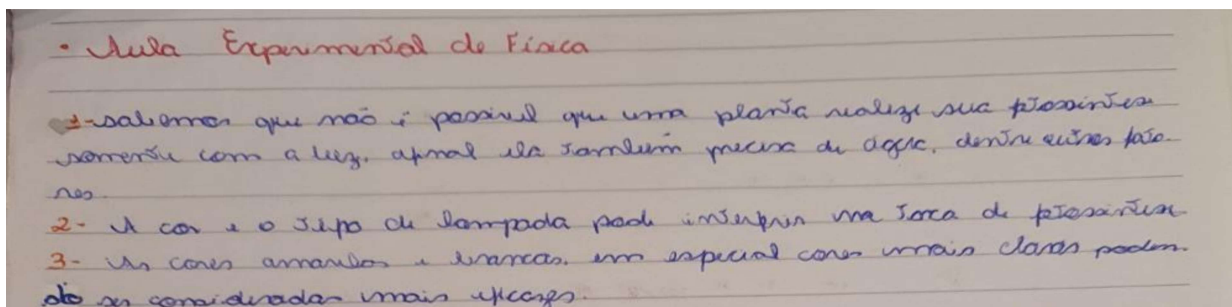 • Aula Experimental de Física
1- sabemos que não é possível que uma planta realize sua fotossíntese
somente com a luz, afinal ela também precisa de água, dentre outros fato-
res.
2- A cor e o tipo de lampada pode interferir na de fotossíntese
3- As cores amarelas e brancas, em especial cores mais claras podem
ser consideradas mais eficazes.